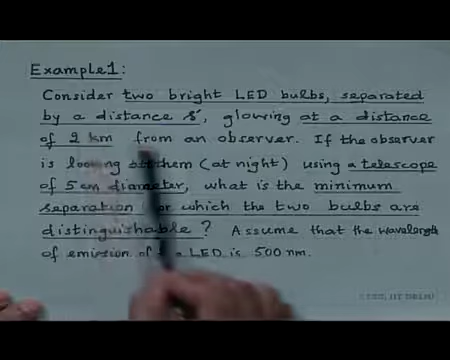 Example1:
Consider two bright LED bulbs, separated
by a distance 's', glowing at a distance
of 2 km from an observer. If the observer
is looking them (at night) using a telescope
of 5 cm diameter, what is the minimum
separation for which the two bulbs are
distinguishable? Assume that the wavelength
of emission of LED is 500 nm.
IIT DELHI